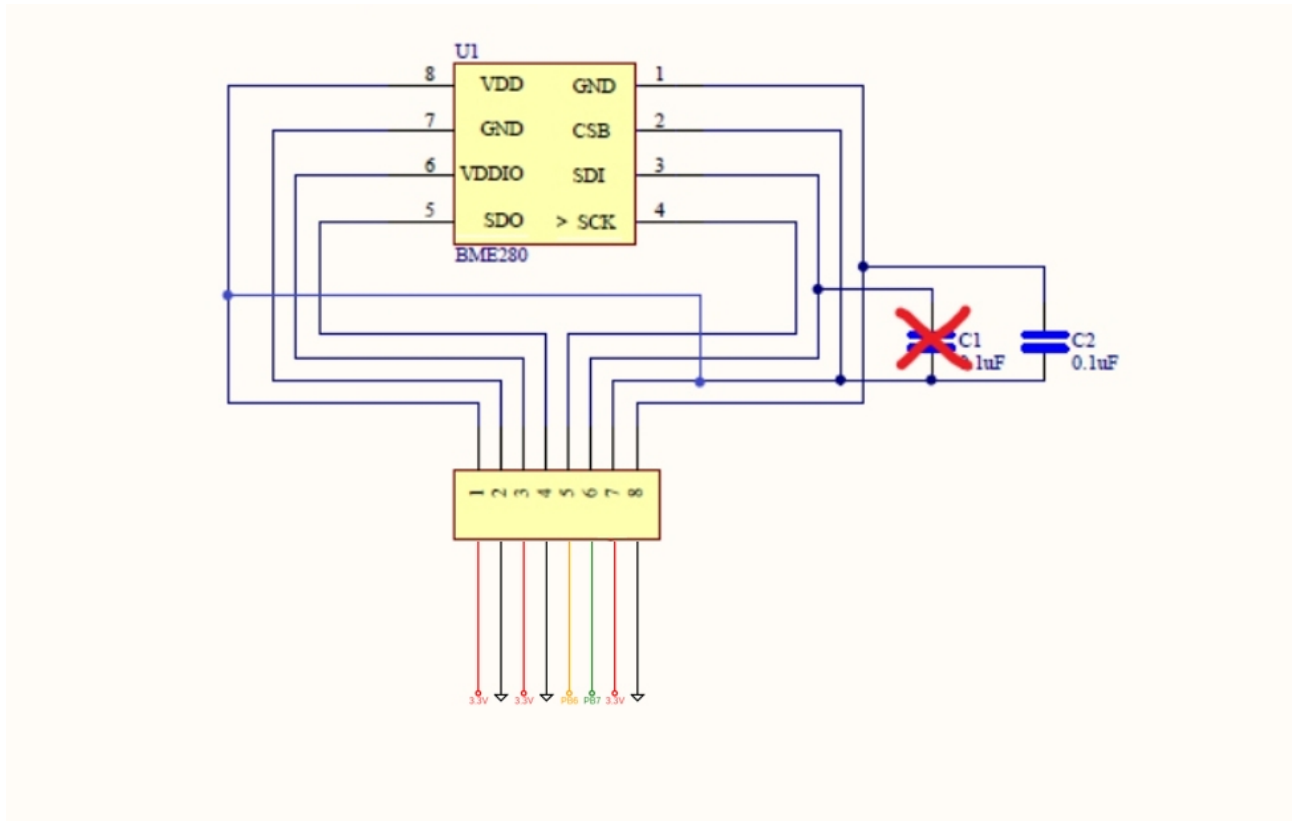 U1
8 VDD GND 1
7 GND CSB 2
6 VDDIO SDI 3
5 SDO > SCK 4
BME280
C1 C2
.1uF 0.1uF
1 2 3 4 5 6 7 8
3.3V 3.3V PB6 PB7 3.3V